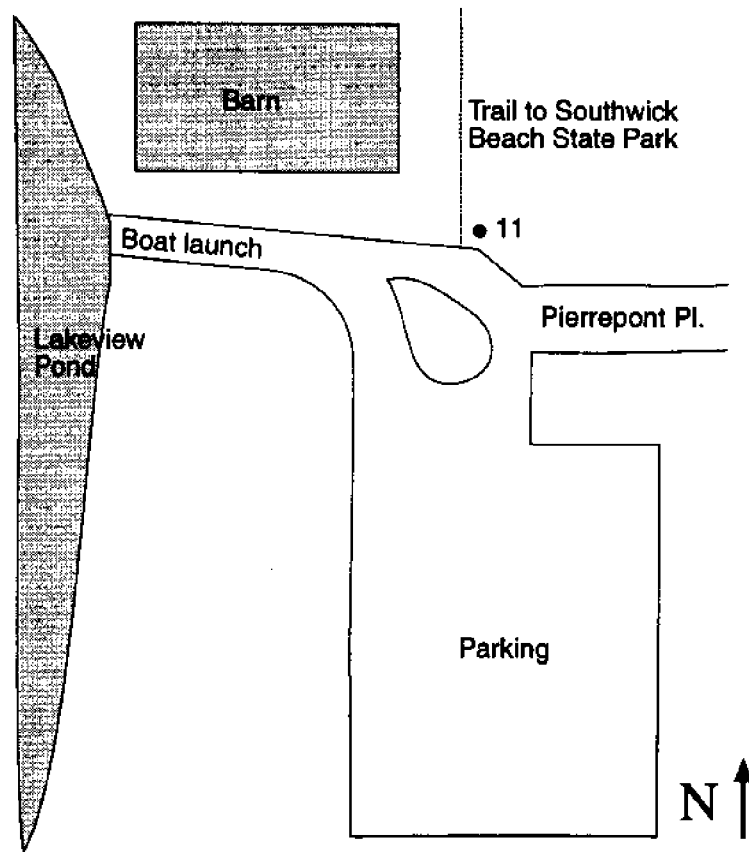 Barn
Trail to Southwick
Beach State Park
11
Boat launch
Pierrepont Pl.
Lakeview
Pond
Parking
N